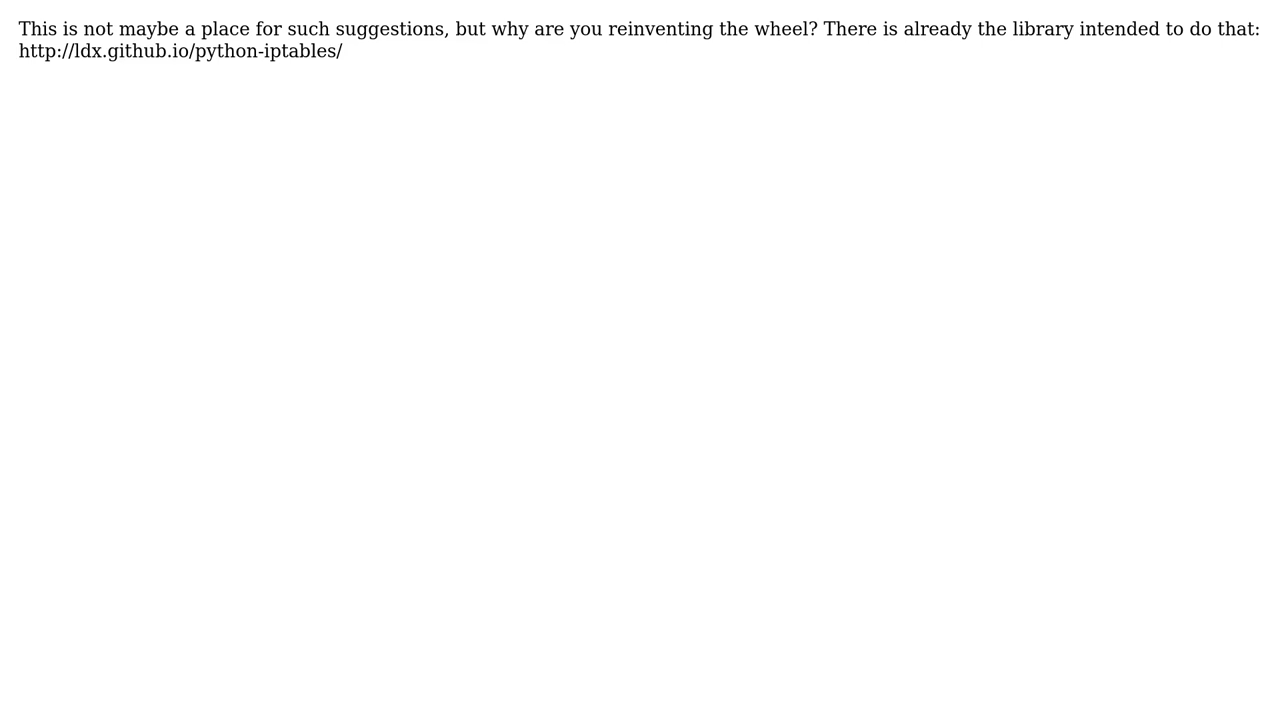 This is not maybe a place for such suggestions, but why are you reinventing the wheel? There is already the library intended to do that:
http://ldx.github.io/python-iptables/